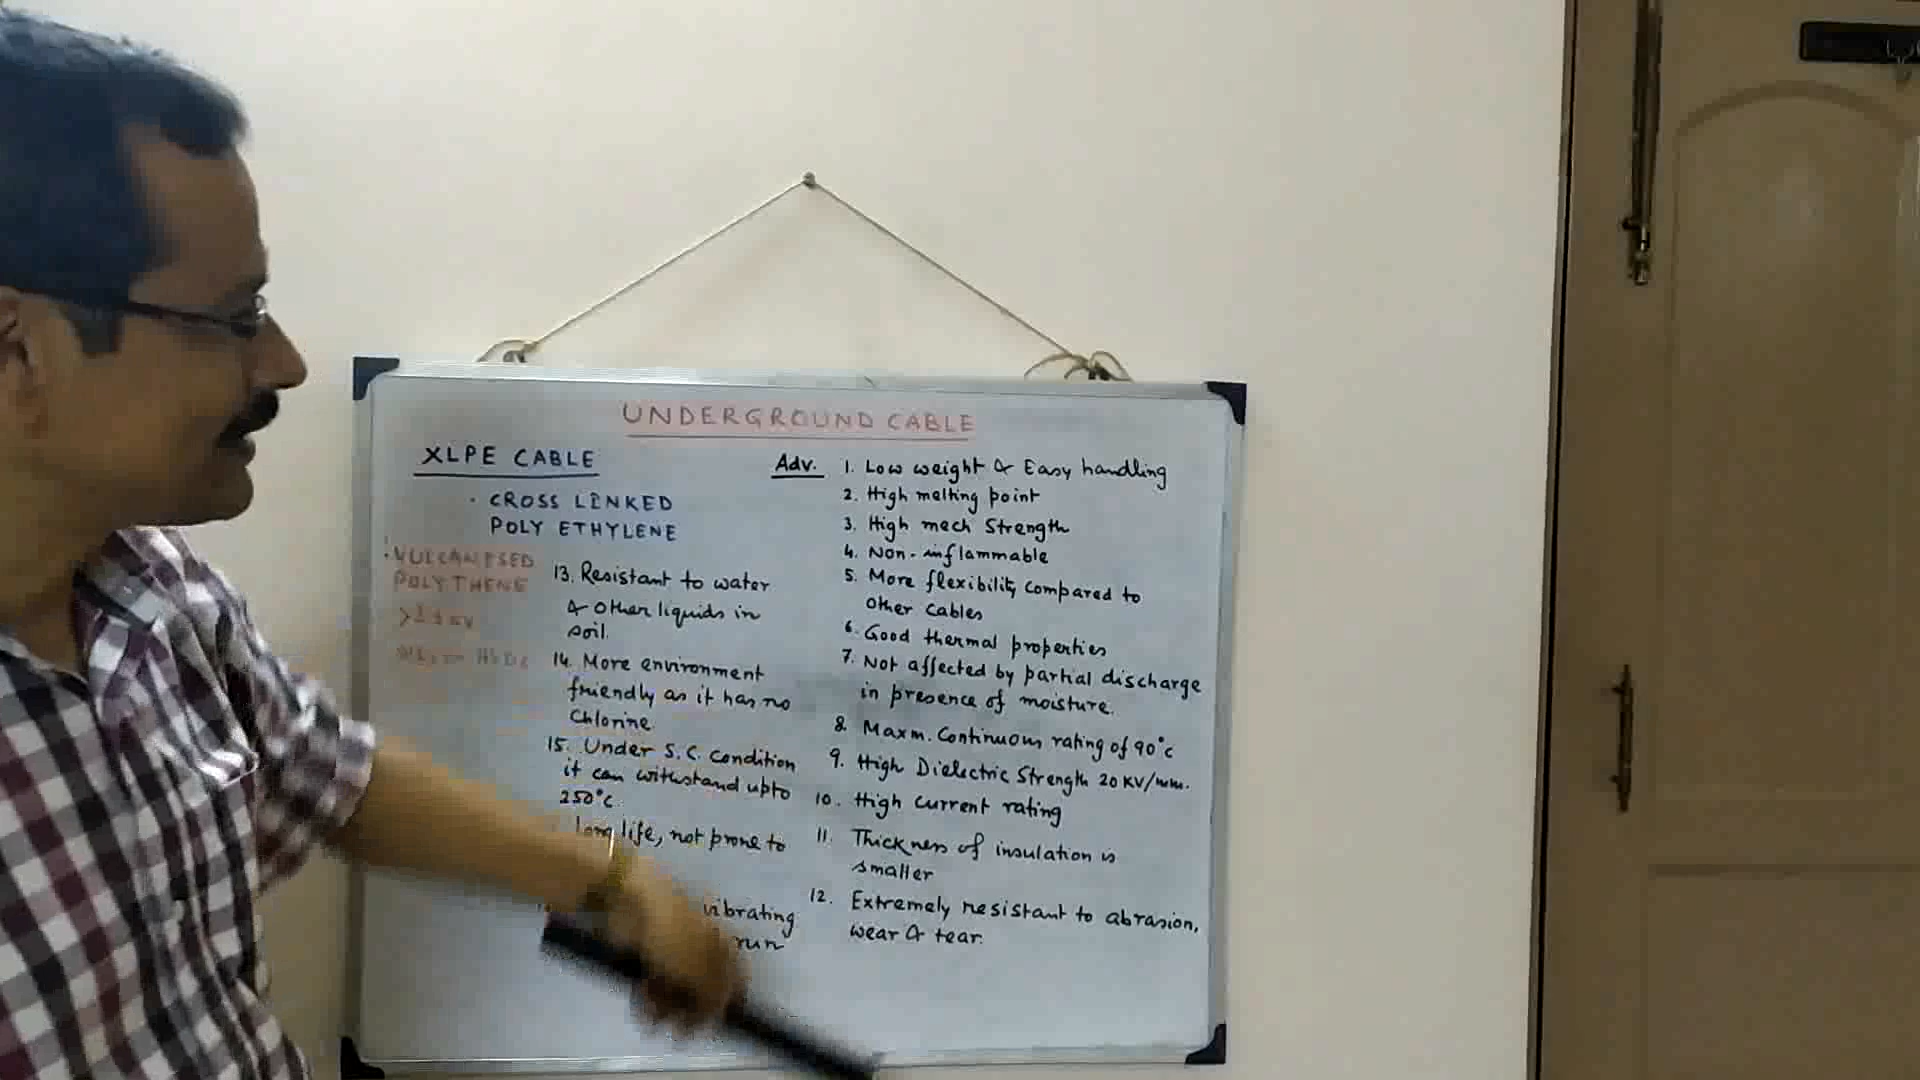 UNDERGROUND CABLE
XLPE CABLE
CROSS LINKED
POLY ETHYLENE
VULCANISED
POLYTHENE
13. Resistant to water
& other liquids in
soil.
14. More environment
friendly as it has no
Chlorine
15. Under S.C. condition
it can withstand upto
250°C.
long life, not prone to
vibrating
run
Adv. 1. Low weight & Easy handling
2. High melting point
3. High mech Strength
4. Non-inflammable
5. More flexibility compared to
other cables
6. Good thermal properties
7. Not affected by partial discharge
in presence of moisture.
8. Maxm. Continuous rating of 90°C
9. High Dielectric Strength 20 KV/mm.
10. High current rating
11. Thickness of insulation is
smaller
12. Extremely resistant to abrasion,
wear & tear.